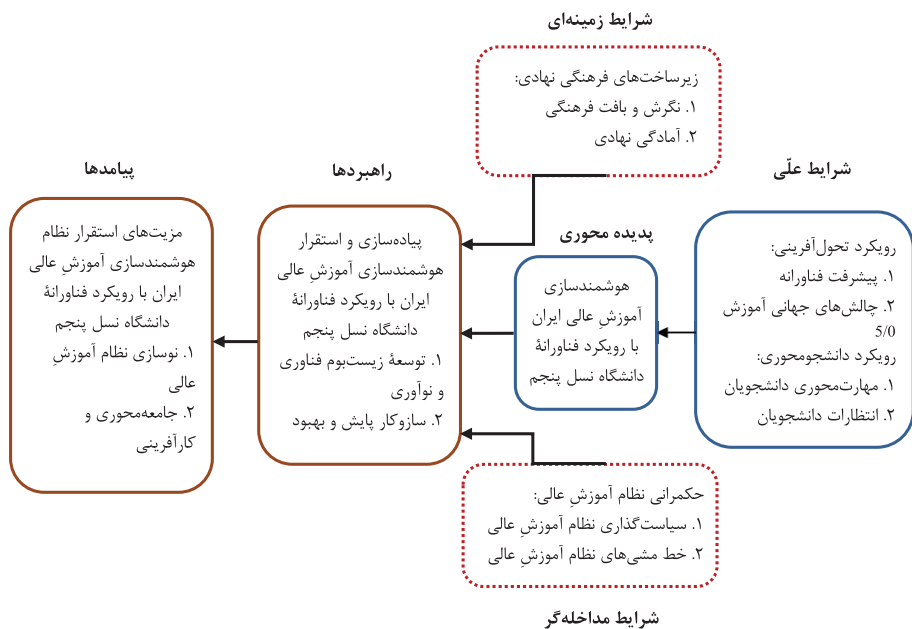 شرایط زمینه‌ای
زیرساخت‌های فرهنگی نهادی:
۱. نگرش و بافت فرهنگی
۲. آمادگی نهادی
شرایط علّی
رویکرد تحول‌آفرینی:
۱. پیشرفت فناورانه
۲. چالش‌های جهانی آموزش
5/0
رویکرد دانشجومحوری:
۱. مهارت‌محوری دانشجویان
۲. انتظارات دانشجویان
پدیده محوری
هوشمندسازی
آموزشِ عالی ایران
با رویکرد فناورانهٔ
دانشگاه نسل پنجم
راهبردها
پیاده‌سازی و استقرار
هوشمندسازی آموزشِ عالی
ایران با رویکرد فناورانهٔ
دانشگاه نسل پنجم
۱. توسعهٔ زیست‌بوم فناوری
و نوآوری
۲. سازوکار پایش و بهبود
پیامدها
مزیت‌های استقرار نظام
هوشمندسازی آموزشِ عالی
ایران با رویکرد فناورانهٔ
دانشگاه نسل پنجم
۱. نوسازی نظام آموزشِ
عالی
۲. جامعه‌محوری و
کارآفرینی
حکمرانی نظام آموزشِ عالی:
۱. سیاست‌گذاری نظام آموزشِ عالی
۲. خط مشی‌های نظام آموزشِ عالی
شرایط مداخله‌گر